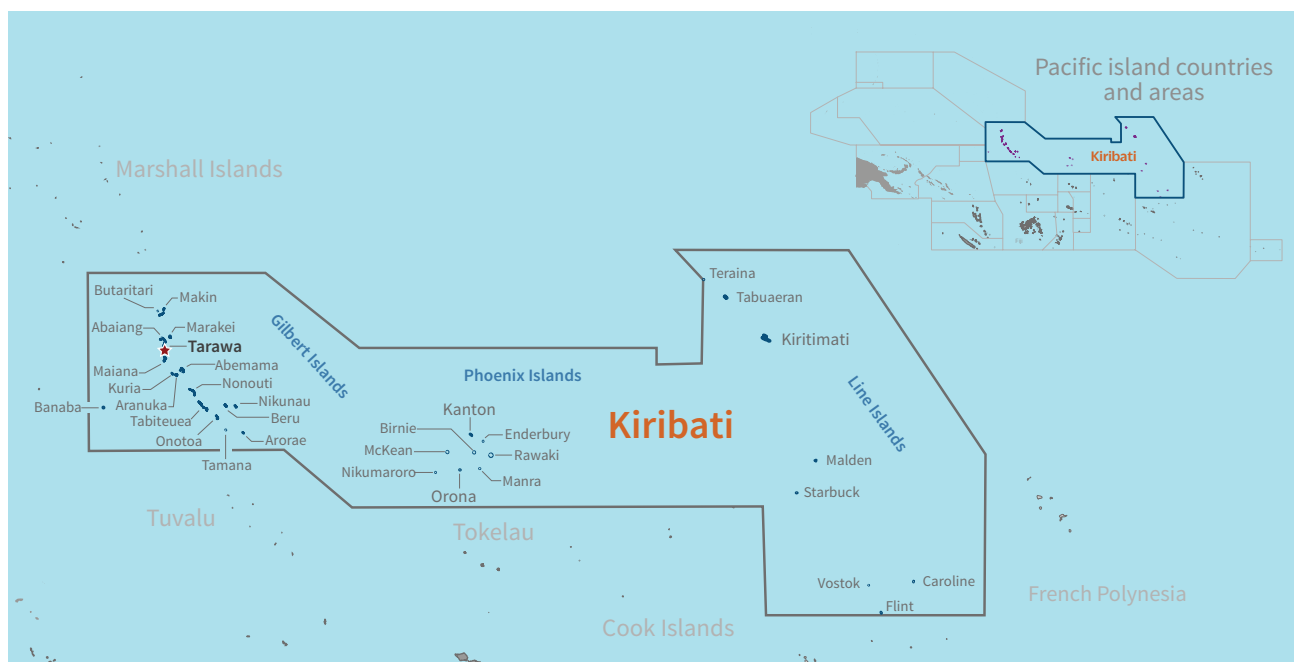 Pacific island countries
and areas
Kiribati
Marshall Islands
Teraina
Butaritari
Makin
Tabuaeran
Abaiang
Marakei
Gilbert Islands
Tarawa
Kiritimati
Maiana
Abemama
Phoenix Islands
Line Islands
Kuria
Nonouti
Banaba
Aranuka
Nikunau
Kanton
Kiribati
Tabiteuea
Beru
Birnie
Enderbury
Onotoa
Arorae
McKean
Rawaki
Malden
Tamana
Nikumaroro
Manra
Orona
Starbuck
Tuvalu
Tokelau
Vostok
Caroline
French Polynesia
Flint
Cook Islands